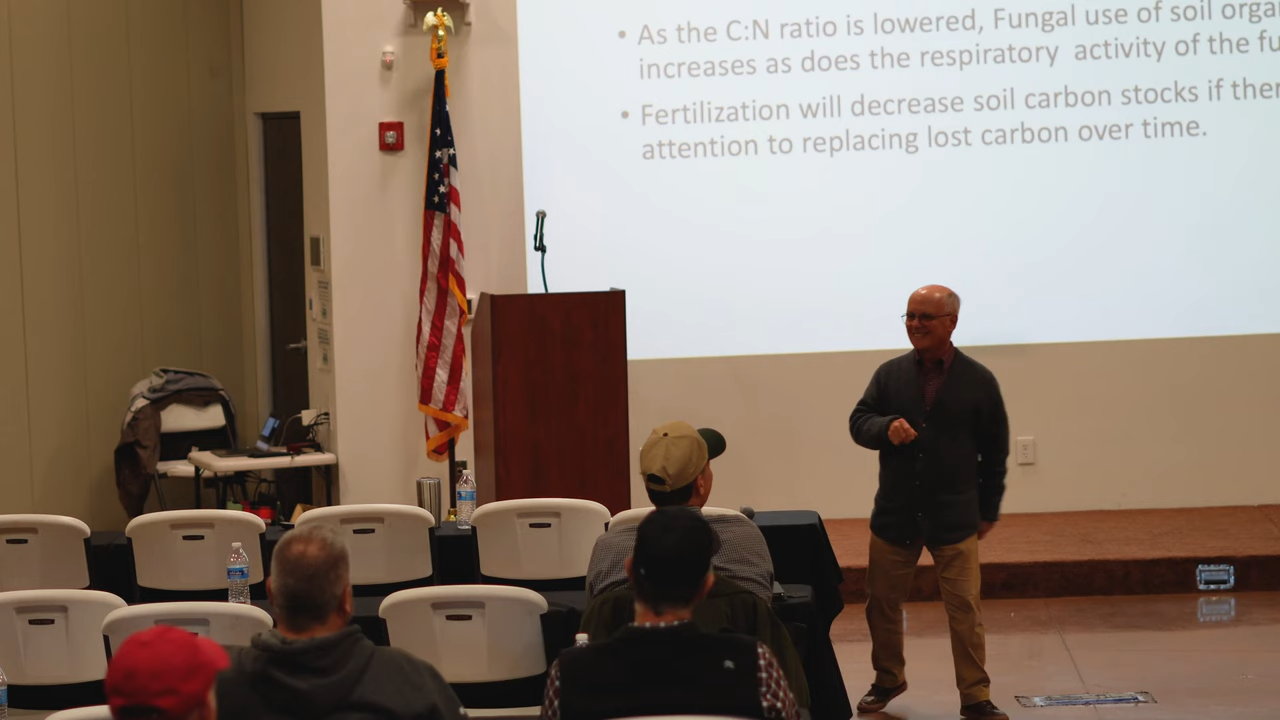 • As the C:N ratio is lowered, Fungal use of soil
increases as does the respiratory activity of the
• Fertilization will decrease soil carbon stocks if
attention to replacing lost carbon over time.